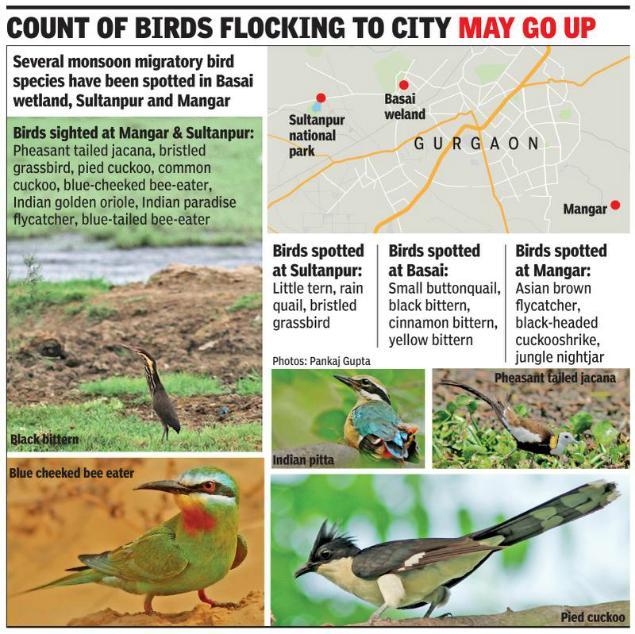 COUNT OF BIRDS FLOCKING TO CITY MAY GO UP
Several monsoon migratory bird
species have been spotted in Basai
wetland, Sultanpur and Mangar
Birds sighted at Mangar & Sultanpur:
Pheasant tailed jacana, bristled
grassbird, pied cuckoo, common
cuckoo, blue-cheeked bee-eater,
Indian golden oriole, Indian paradise
flycatcher, blue-tailed bee-eater
Black bittern
Sultanpur
national
park
Basai
weland
GURGAON
Mangar
Birds spotted
at Sultanpur:
Little tern, rain
quail, bristled
grassbird
Birds spotted
at Basai:
Small buttonquail,
black bittern,
cinnamon bittern,
yellow bittern
Birds spotted
at Mangar:
Asian brown
flycatcher,
black-headed
cuckooshrike,
jungle nightjar
Photos: Pankaj Gupta
Indian pitta
Pheasant tailed jacana
Blue cheeked bee eater
Pied cuckoo